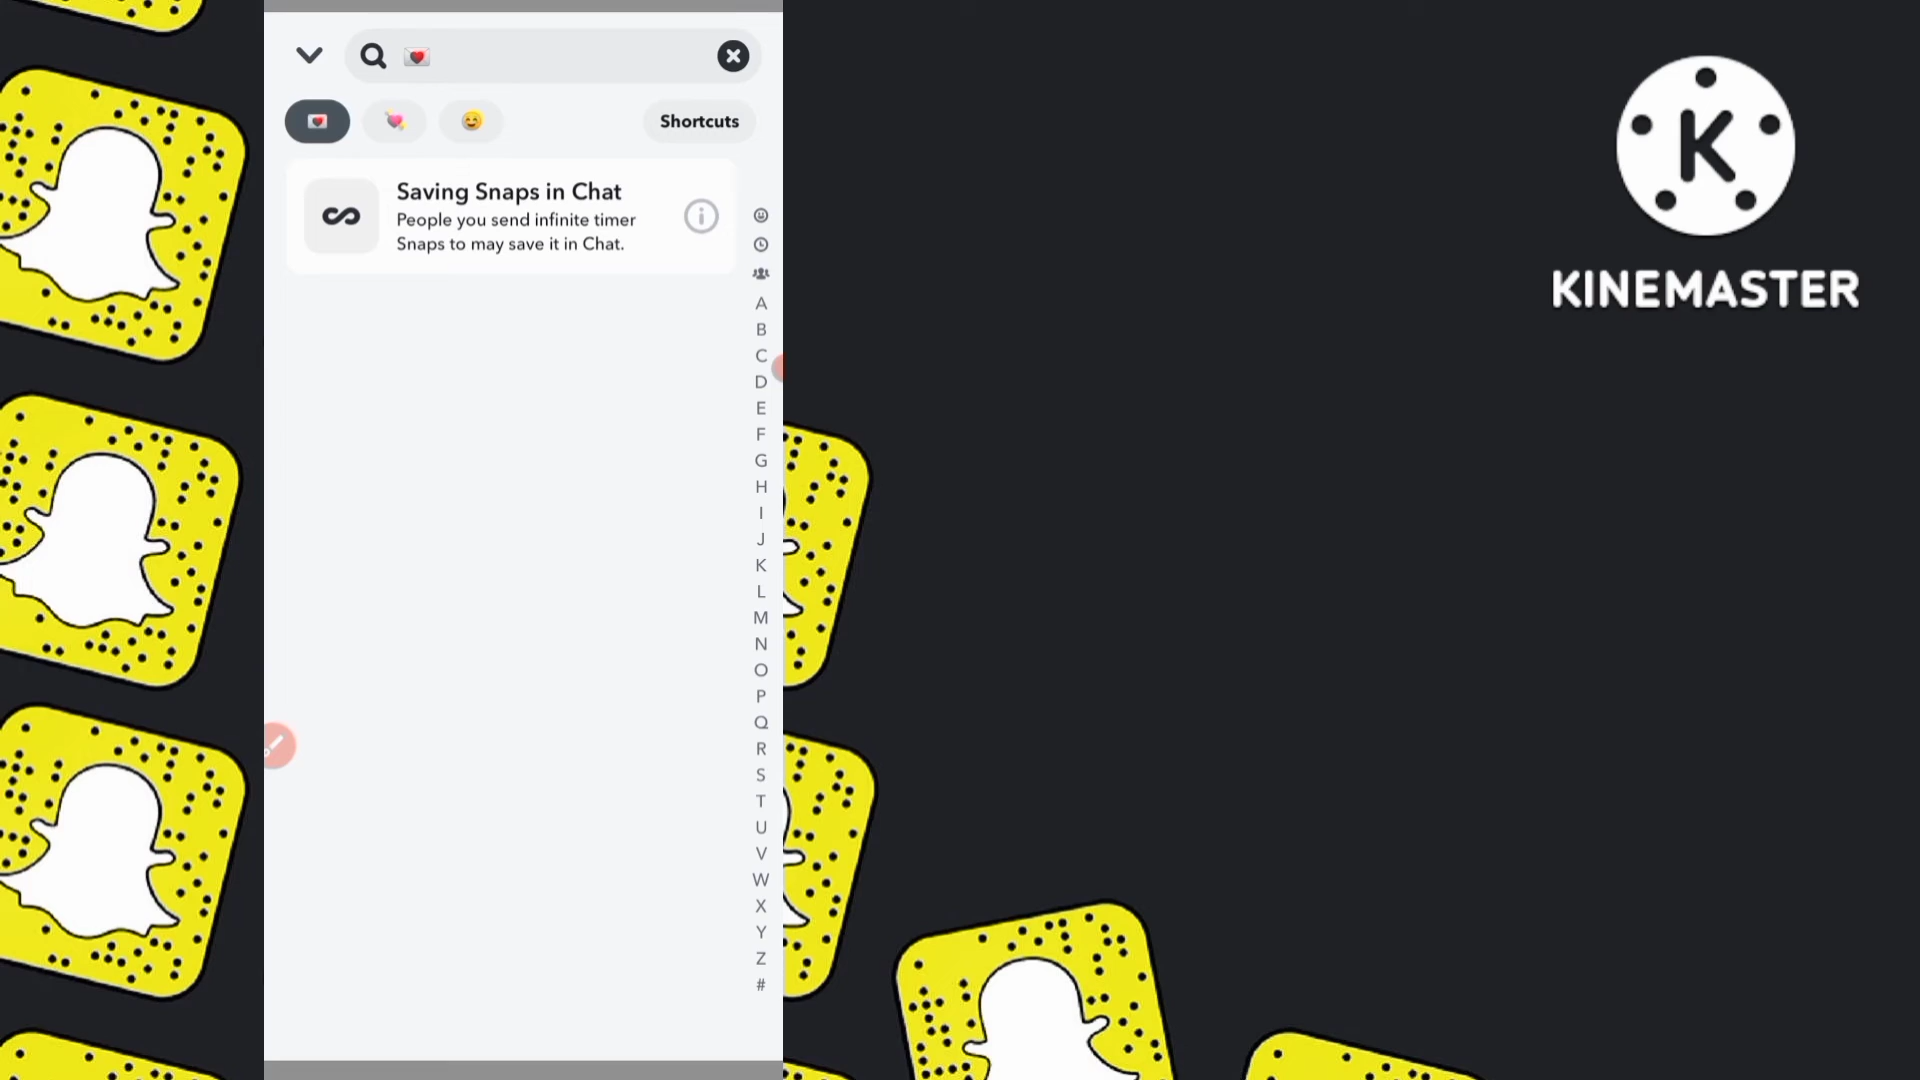 💌
💌 💘 😊 Shortcuts
Saving Snaps in Chat
People you send infinite timer
Snaps to may save it in Chat.
A
B
C
D
E
F
G
H
I
J
K
L
M
N
O
P
Q
R
S
T
U
V
W
X
Y
Z
#
K
KINEMASTER